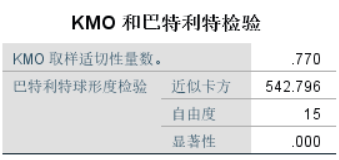 KMO 和巴特利特检验
KMO 取样适切性量数。 .770
巴特利特球形度检验 近似卡方 542.796
自由度 15
显著性 .000